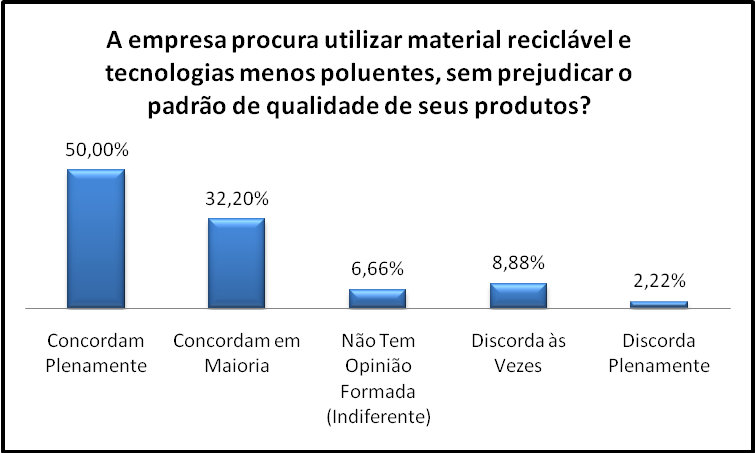 A empresa procura utilizar material reciclável e
tecnologias menos poluentes, sem prejudicar o
padrão de qualidade de seus produtos?
50,00%
32,20%
6,66%
8,88%
2,22%
Concordam
Plenamente
Concordam em
Maioria
Não Tem
Opinião
Formada
(Indiferente)
Discorda às
Vezes
Discorda
Plenamente